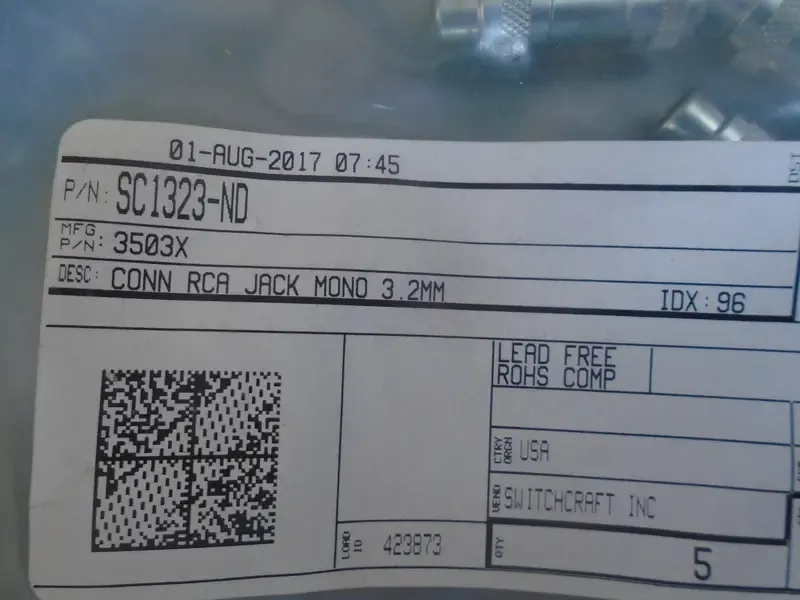 01-AUG-2017 07:45
P/N: SC1323-ND
MFG P/N: 3503X
DESC: CONN RCA JACK MONO 3.2MM
IDX: 96
LEAD FREE
ROHS COMP
CTRY ORGN USA
VEND SWITCHCRAFT INC
LOAD ID 423873
QTY 5